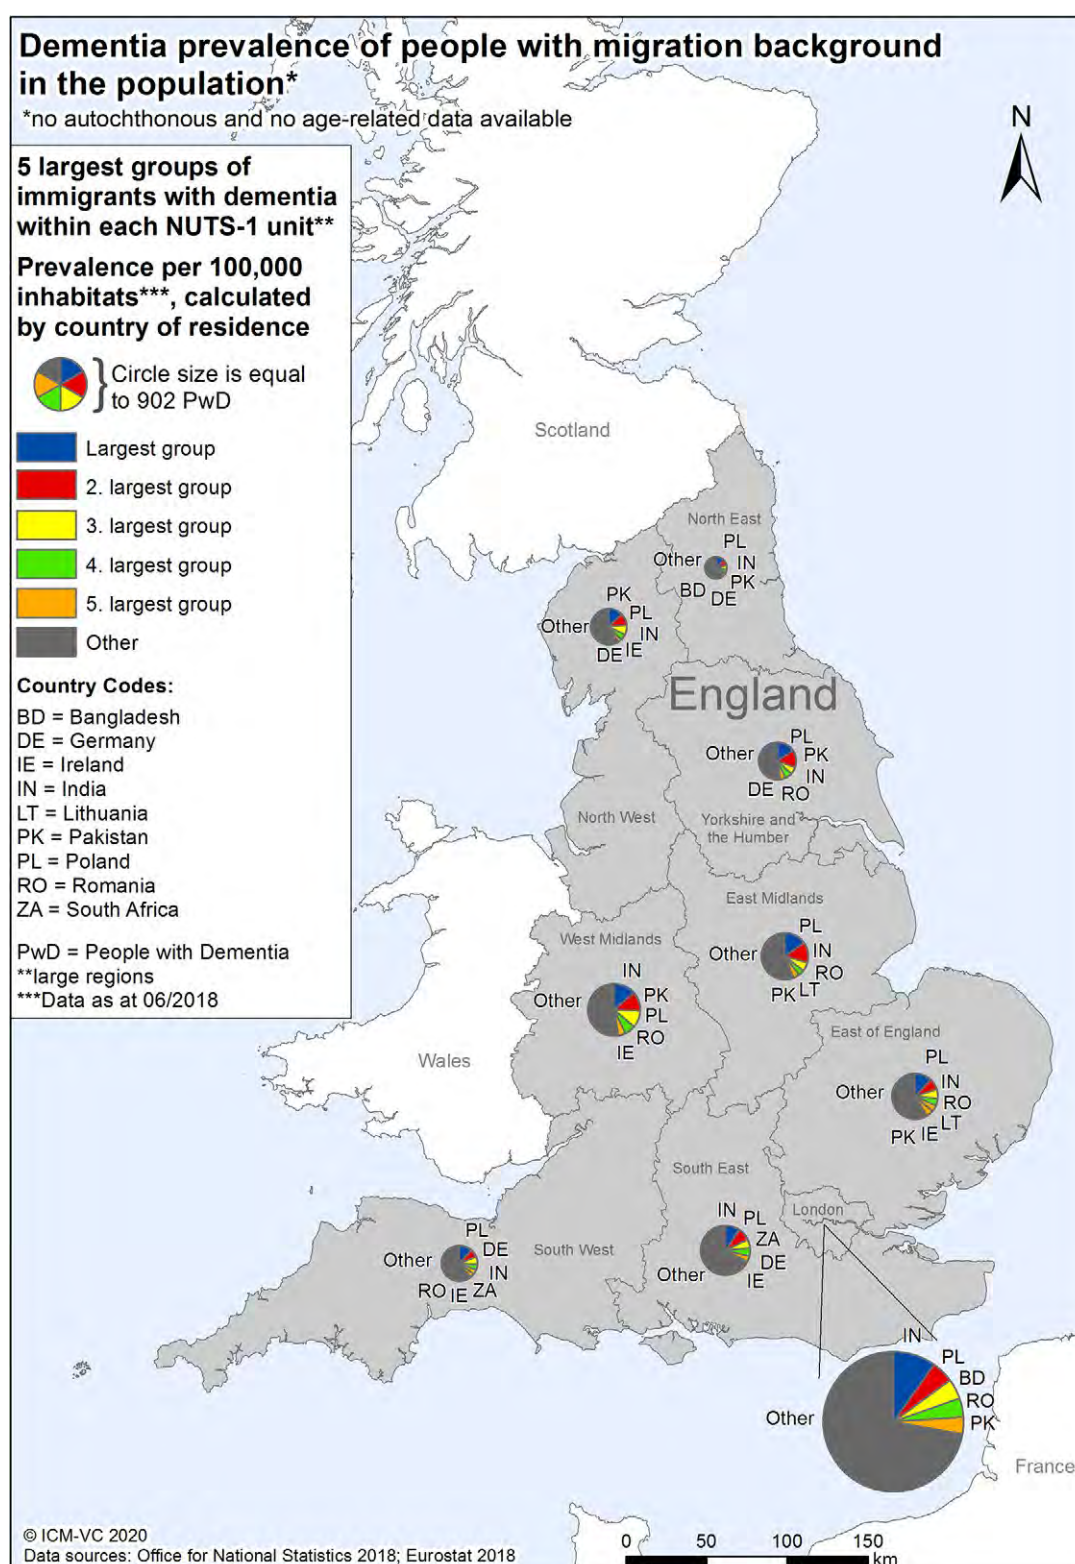 Dementia prevalence of people with migration background
in the population*
*no autochthonous and no age-related data available
N
5 largest groups of
immigrants with dementia
within each NUTS-1 unit**
Prevalence per 100,000
inhabitats***, calculated
by country of residence
Circle size is equal
to 902 PwD
Largest group
2. largest group
3. largest group
4. largest group
5. largest group
Other
Country Codes:
BD = Bangladesh
DE = Germany
IE = Ireland
IN = India
LT = Lithuania
PK = Pakistan
PL = Poland
RO = Romania
ZA = South Africa
PwD = People with Dementia
**large regions
***Data as at 06/2018
Scotland
North East
PL
Other
IN
PK
BD
DE
PK
PL
Other
IN
IE
DE
England
PL
Other
PK
IN
DE
RO
North West
Yorkshire and
the Humber
East Midlands
PL
Other
IN
RO
LT
PK
West Midlands
IN
Other
PK
PL
RO
IE
East of England
PL
Other
IN
RO
LT
IE
PK
Wales
South East
London
IN
PL
ZA
DE
IE
Other
South West
PL
DE
Other
IN
ZA
IE
RO
IN
PL
BD
RO
PK
Other
France
© ICM-VC 2020
Data sources: Office for National Statistics 2018; Eurostat 2018
0 50 100 150
km